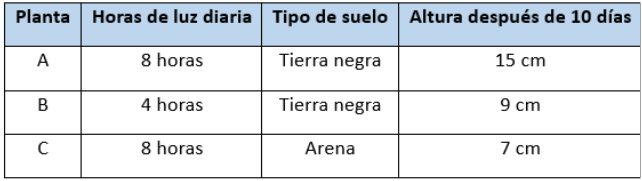 Planta Horas de luz diaria Tipo de suelo Altura después de 10 días
A 8 horas Tierra negra 15 cm
B 4 horas Tierra negra 9 cm
C 8 horas Arena 7 cm